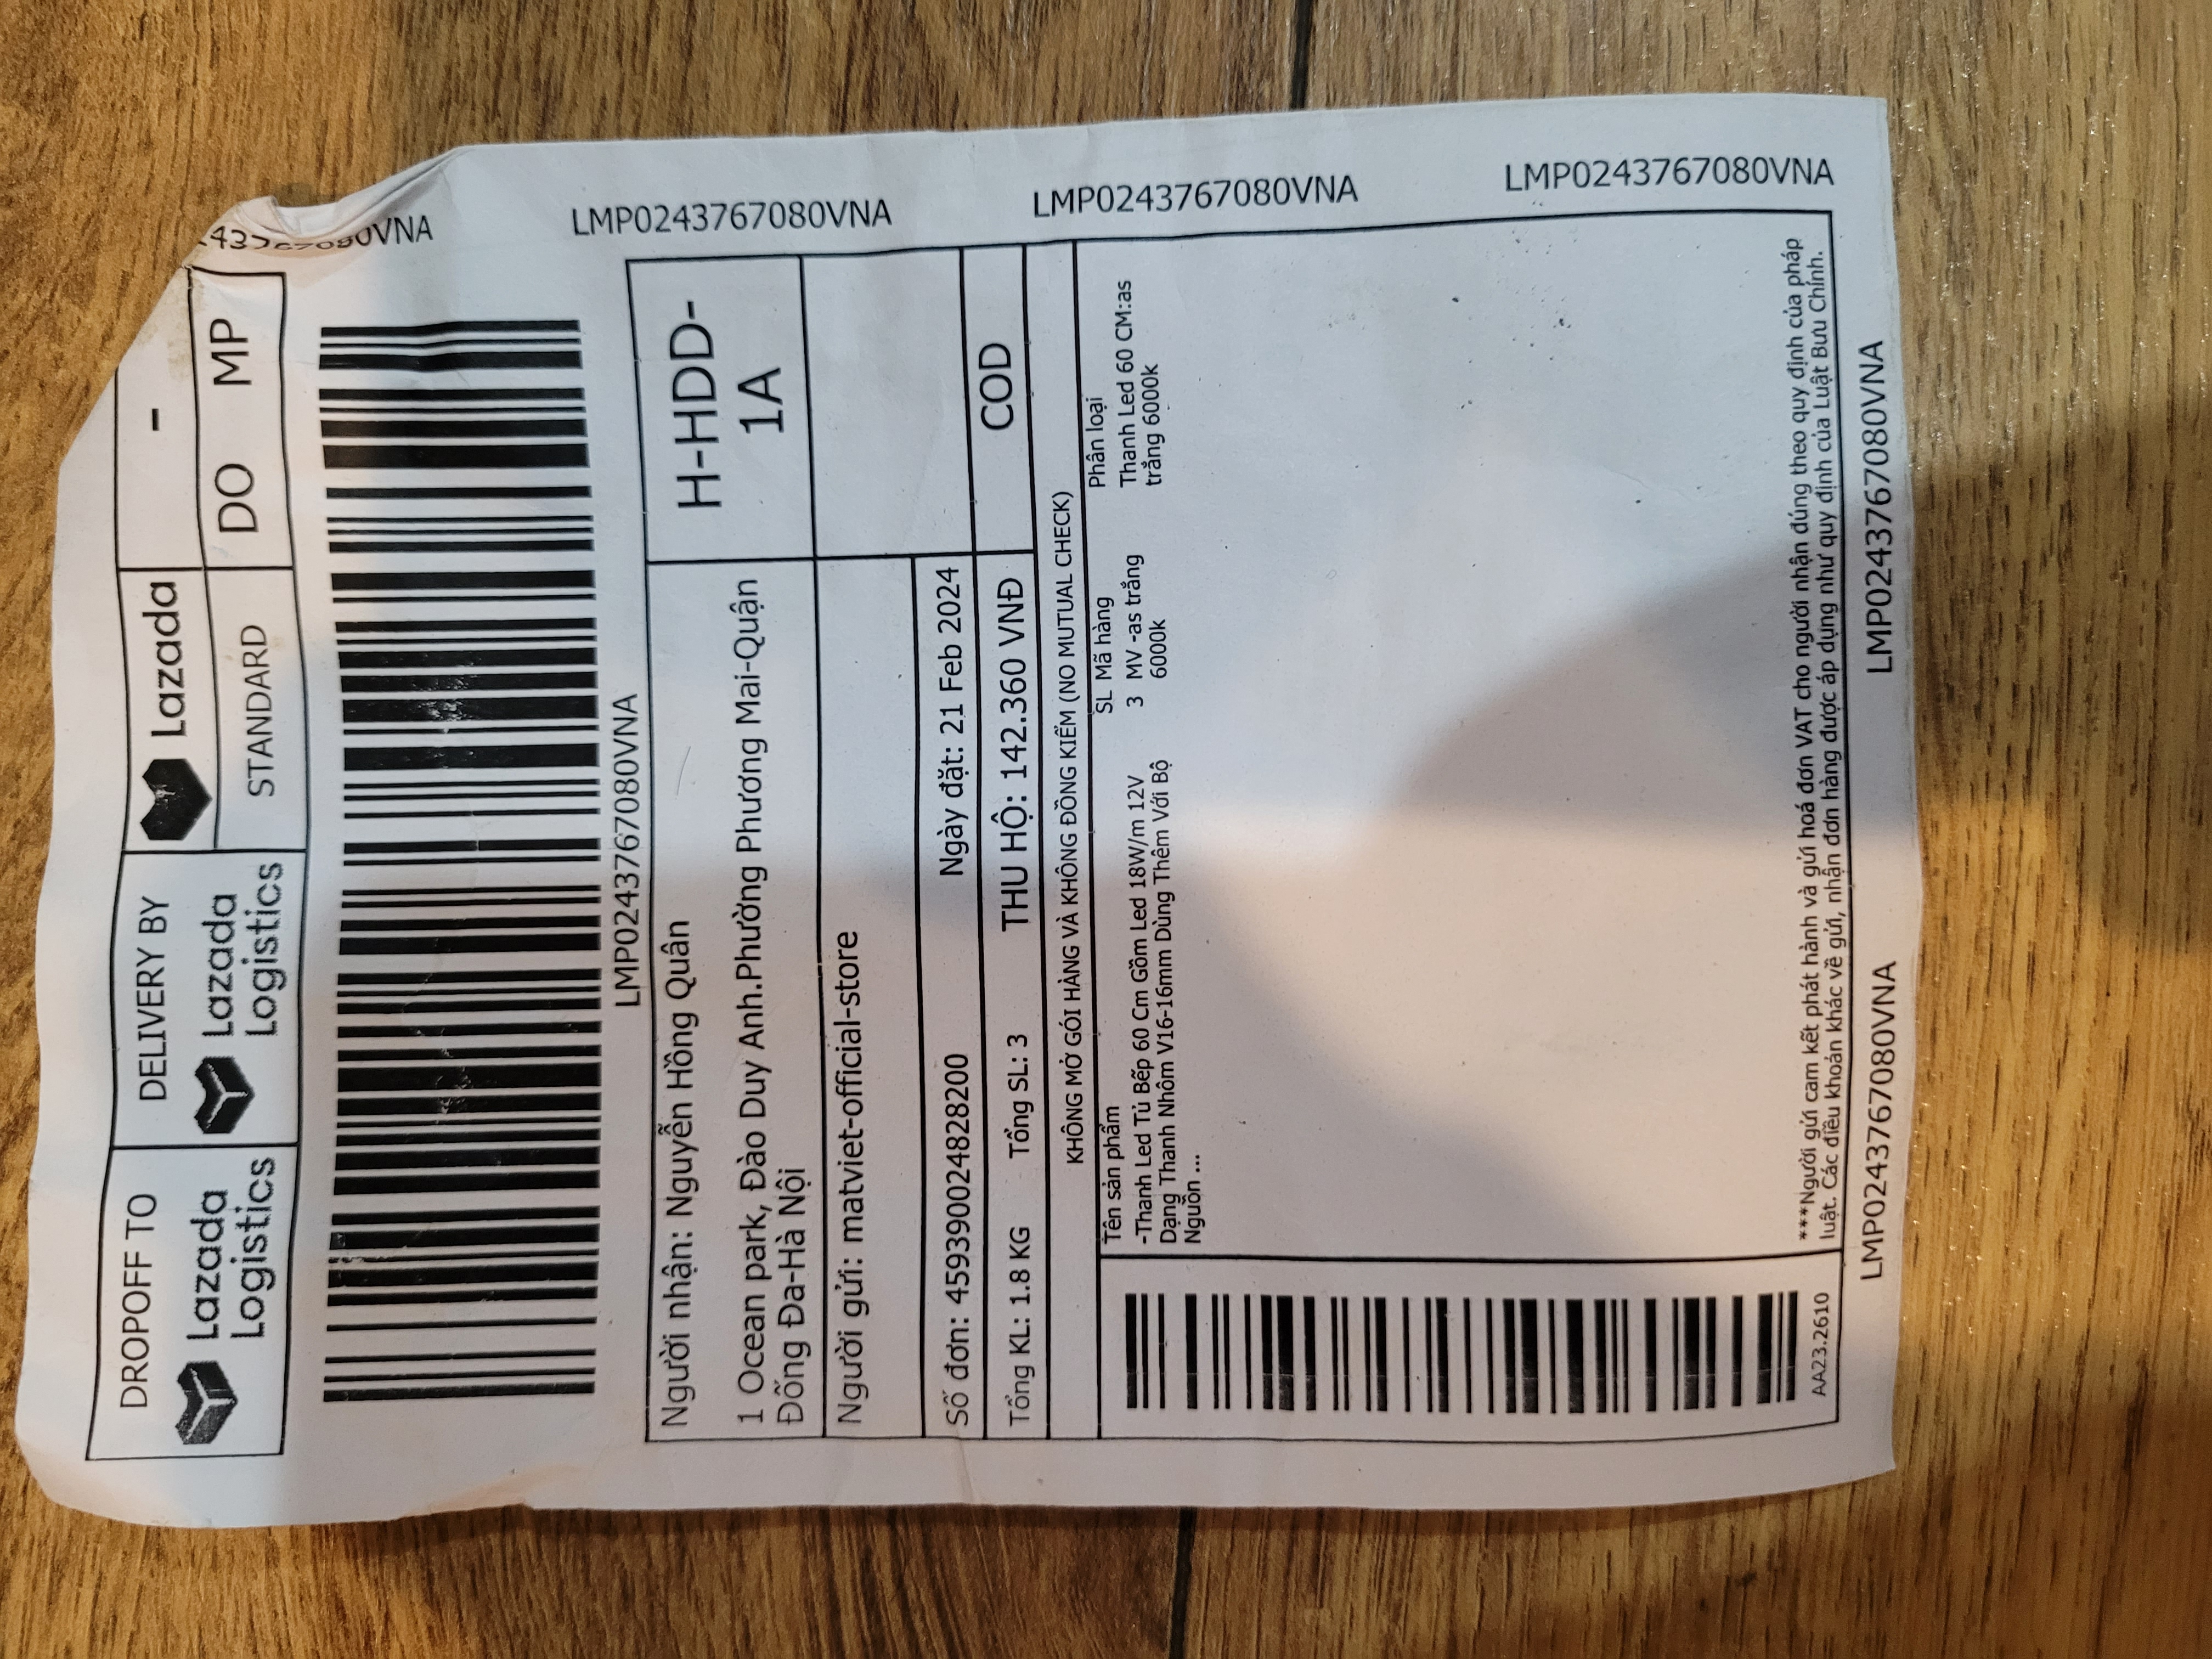 DROPOFF TO
Lazada
Logistics
DELIVERY BY
Lazada
Logistics
Lazada
STANDARD
-
DO MP
LMP0243767080VNA
Người nhận: Nguyễn Hồng Quân
1 Ocean park, Đào Duy Anh.Phường Phương Mai-Quận
Đống Đa-Hà Nội
H-HDD-
1A
Người gửi: matviet-official-store
Số đơn: 459390024828200 Ngày đặt: 21 Feb 2024
Tổng KL: 1.8 KG Tổng SL: 3 THU HỘ: 142.360 VNĐ
COD
KHÔNG MỞ GÓI HÀNG VÀ KHÔNG ĐỒNG KIỂM (NO MUTUAL CHECK)
Tên sản phẩm SL Mã hàng Phân loại
-Thanh Led Tủ Bếp 60 Cm Gồm Led 18W/m 12V 3 MV -as trắng Thanh Led 60 CM:as
Dạng Thanh Nhôm V16-16mm Dùng Thêm Với Bộ 6000k trắng 6000k
Nguồn ...
***Người gửi cam kết phát hành và gửi hoá đơn VAT cho người nhận đúng theo quy định của pháp
luật. Các điều khoản khác về gửi, nhận đơn hàng được áp dụng như quy định của Luật Bưu Chính.
AA23.2610
LMP0243767080VNA LMP0243767080VNA
LMP0243767080VNA
LMP0243767080VNA
LMP0243767080VNA